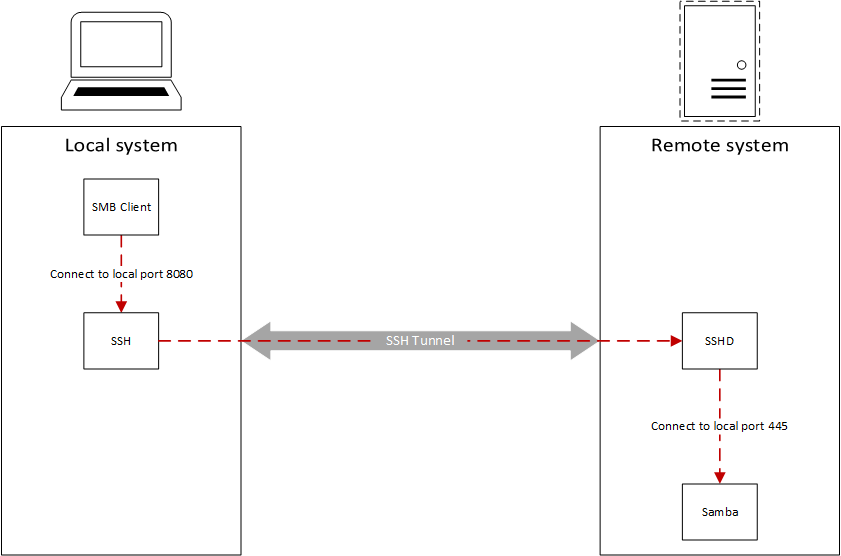 Local system
Remote system
SMB Client
Connect to local port 8080
SSH
SSH Tunnel
SSHD
Connect to local port 445
Samba